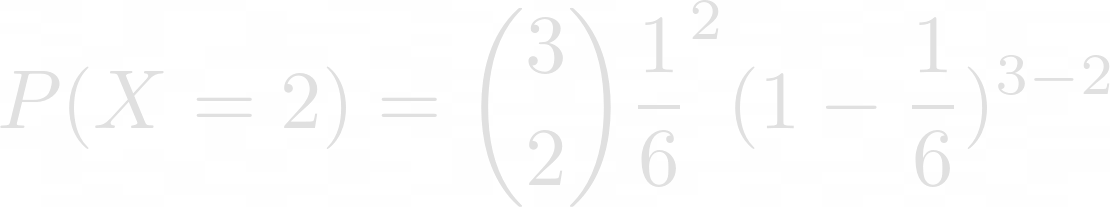 P(X = 2) = \binom{3}{2} \frac{1}{6}^2 (1 - \frac{1}{6})^{3-2}